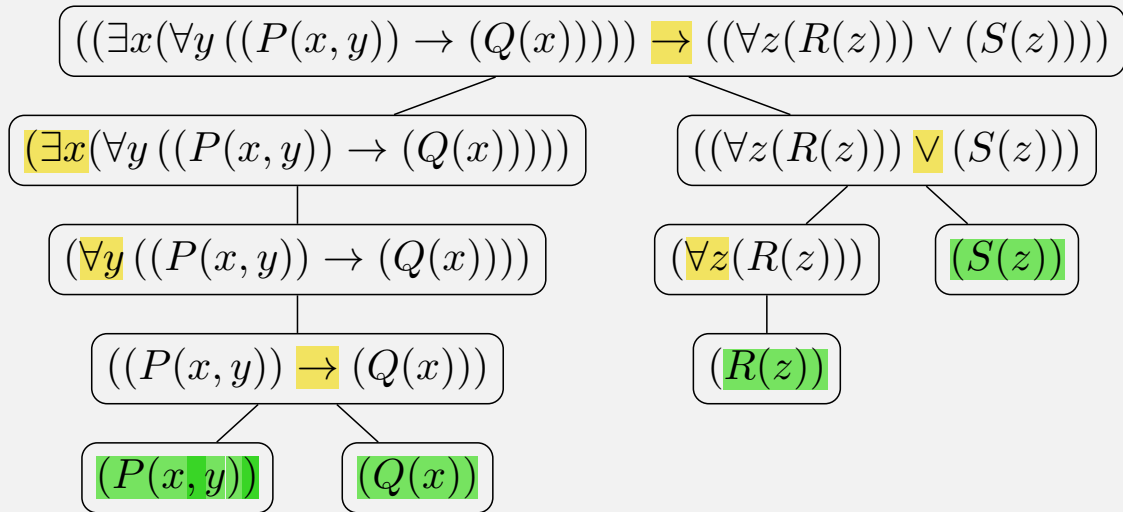 ((∃x(∀y ((P(x, y)) → (Q(x))))) → ((∀z(R(z))) ∨ (S(z))))
(∃x(∀y ((P(x, y)) → (Q(x))))) ((∀z(R(z))) ∨ (S(z)))
(∀y ((P(x, y)) → (Q(x)))) (∀z(R(z))) (S(z))
((P(x, y)) → (Q(x))) (R(z))
(P(x, y)) (Q(x))